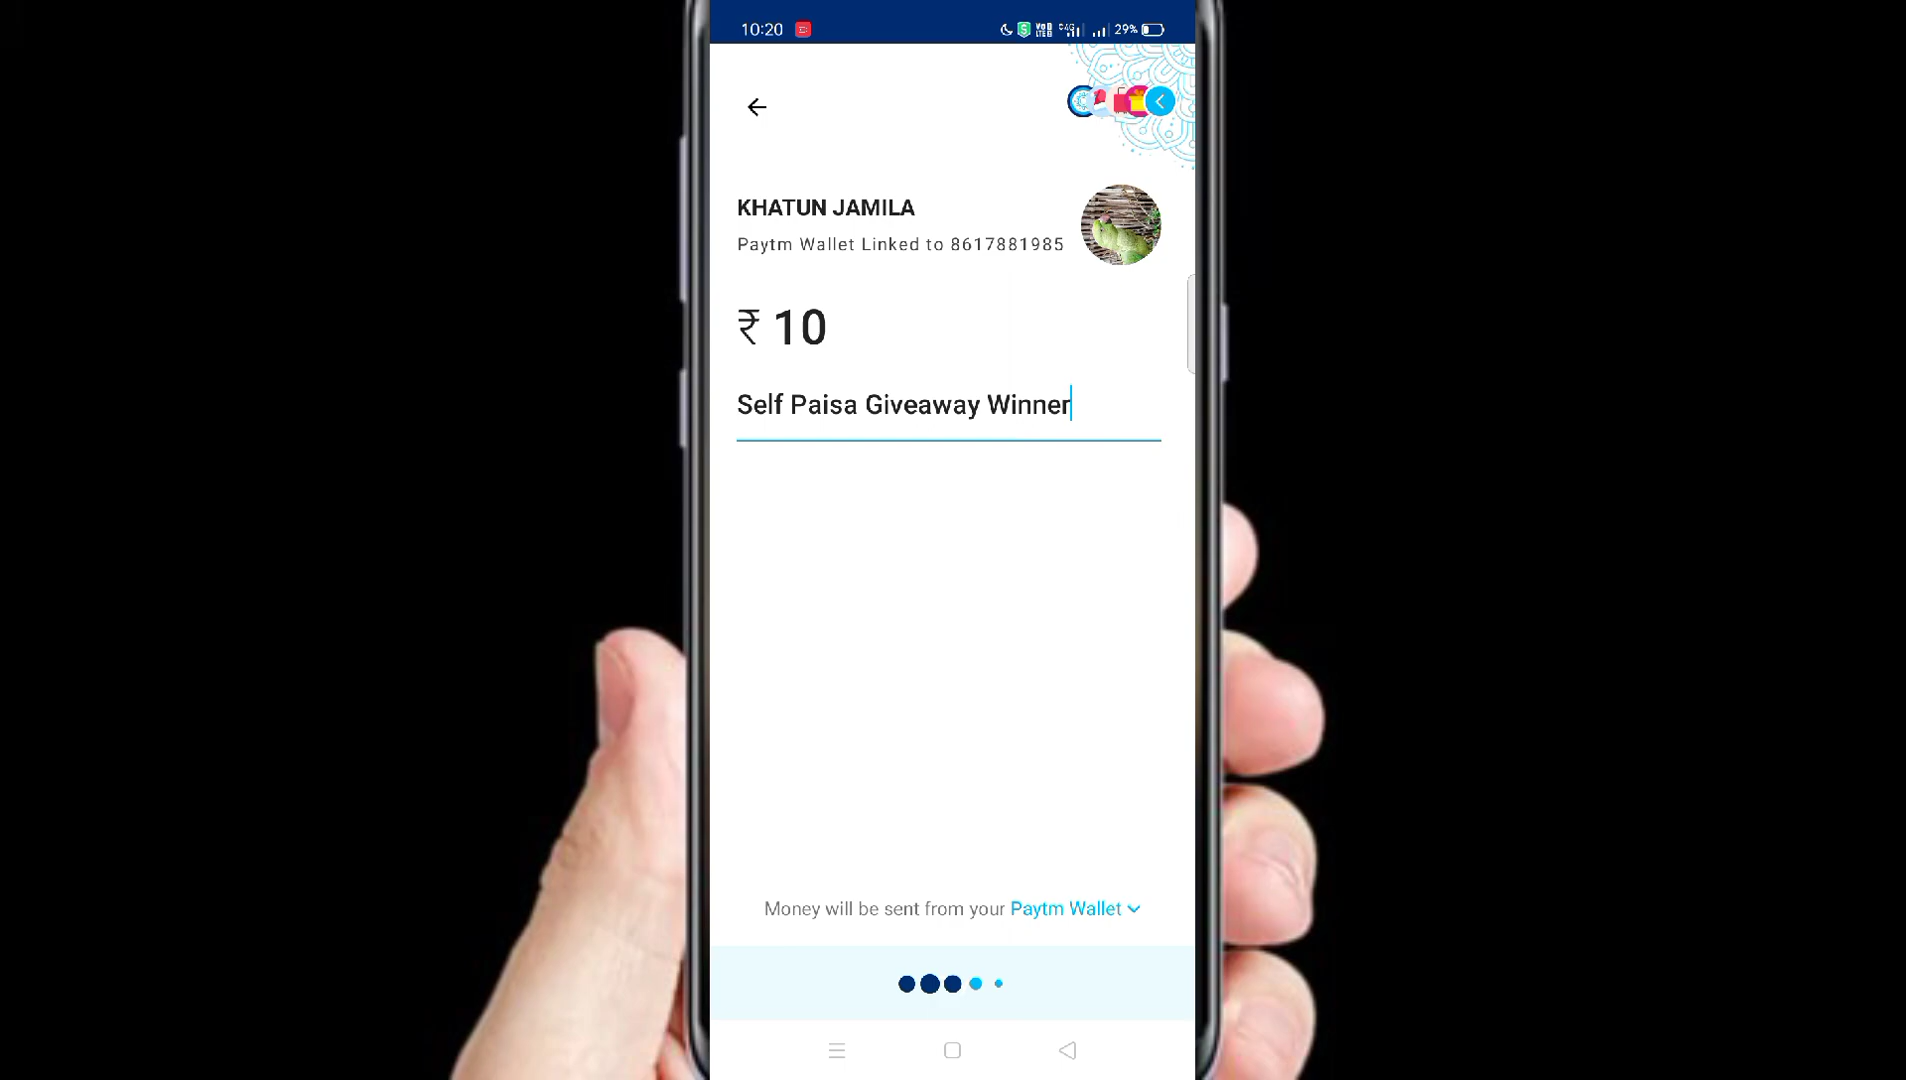 10:20 29%
KHATUN JAMILA
Paytm Wallet Linked to 8617881985
₹ 10
Self Paisa Giveaway Winner
Money will be sent from your Paytm Wallet